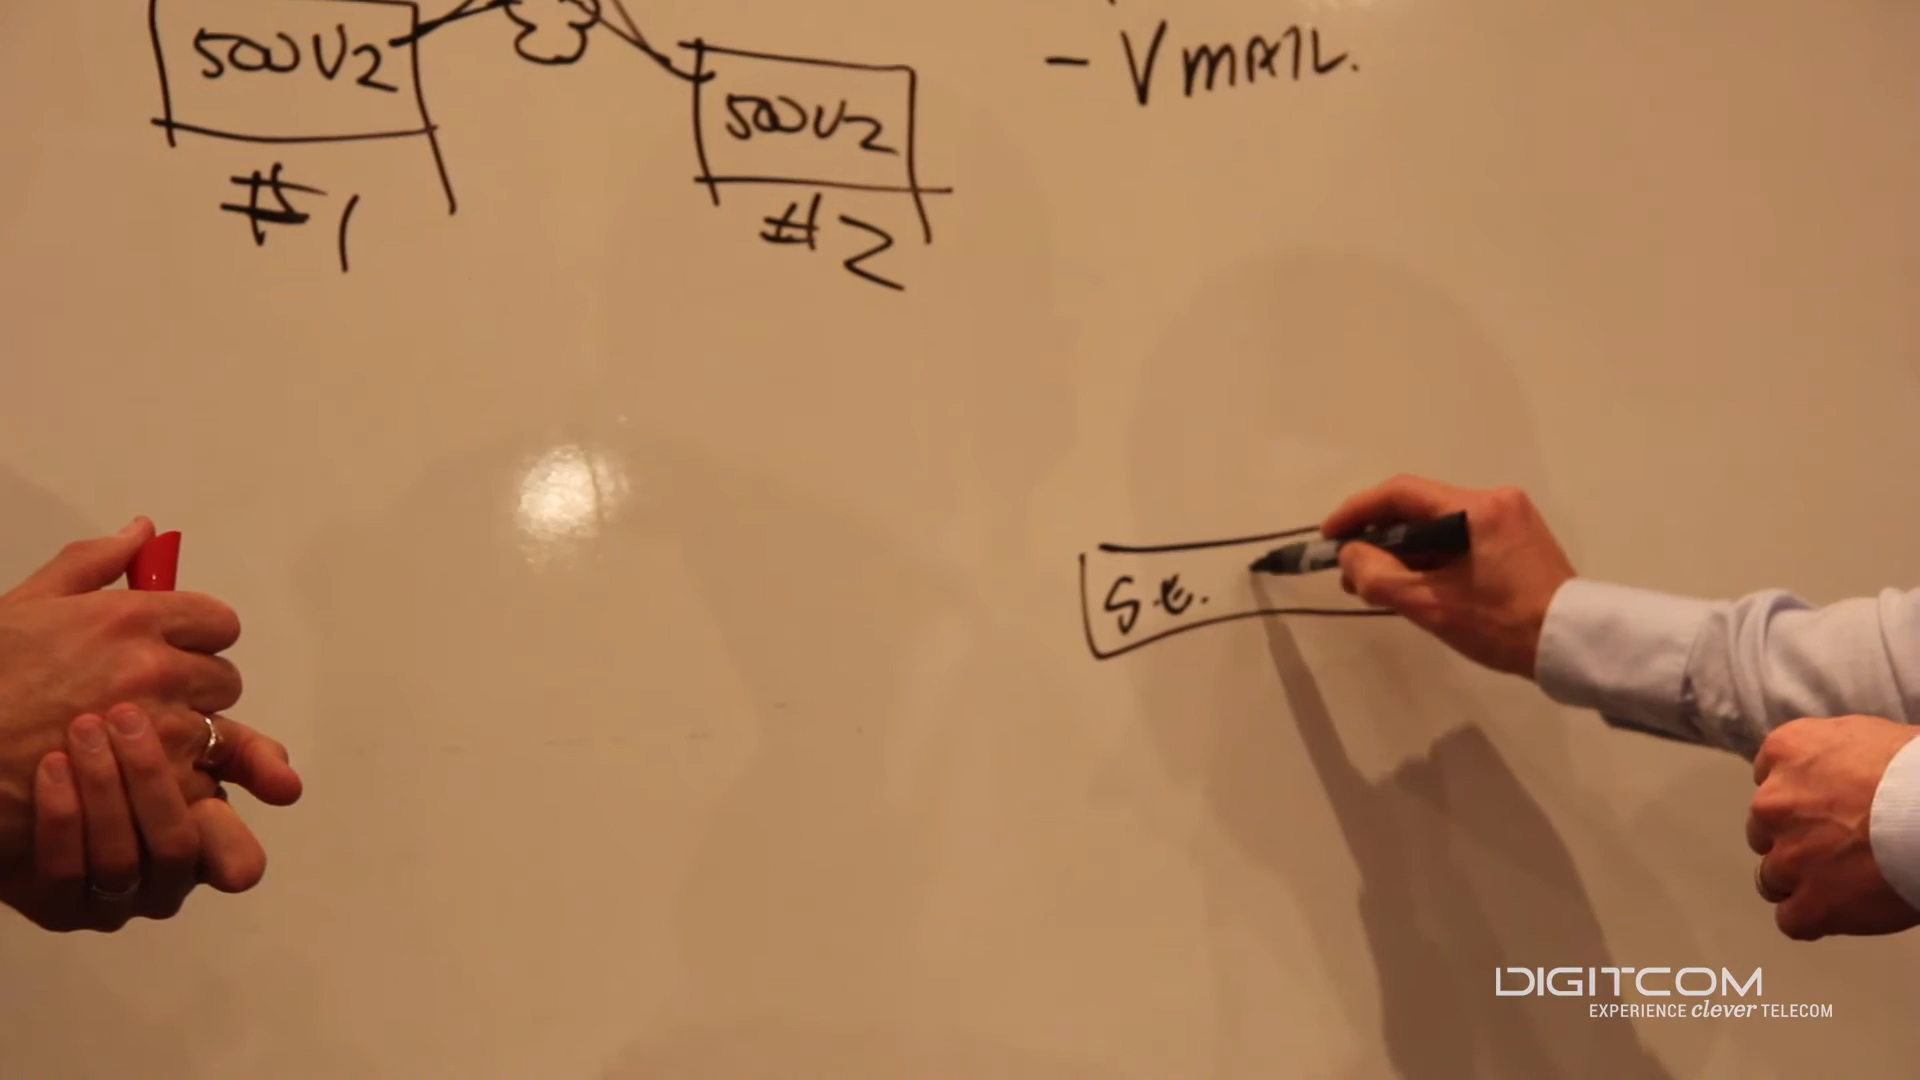 500V2
- VMAIL.
500V2
#1
#2
S.E.
DIGITCOM
EXPERIENCE clever TELECOM